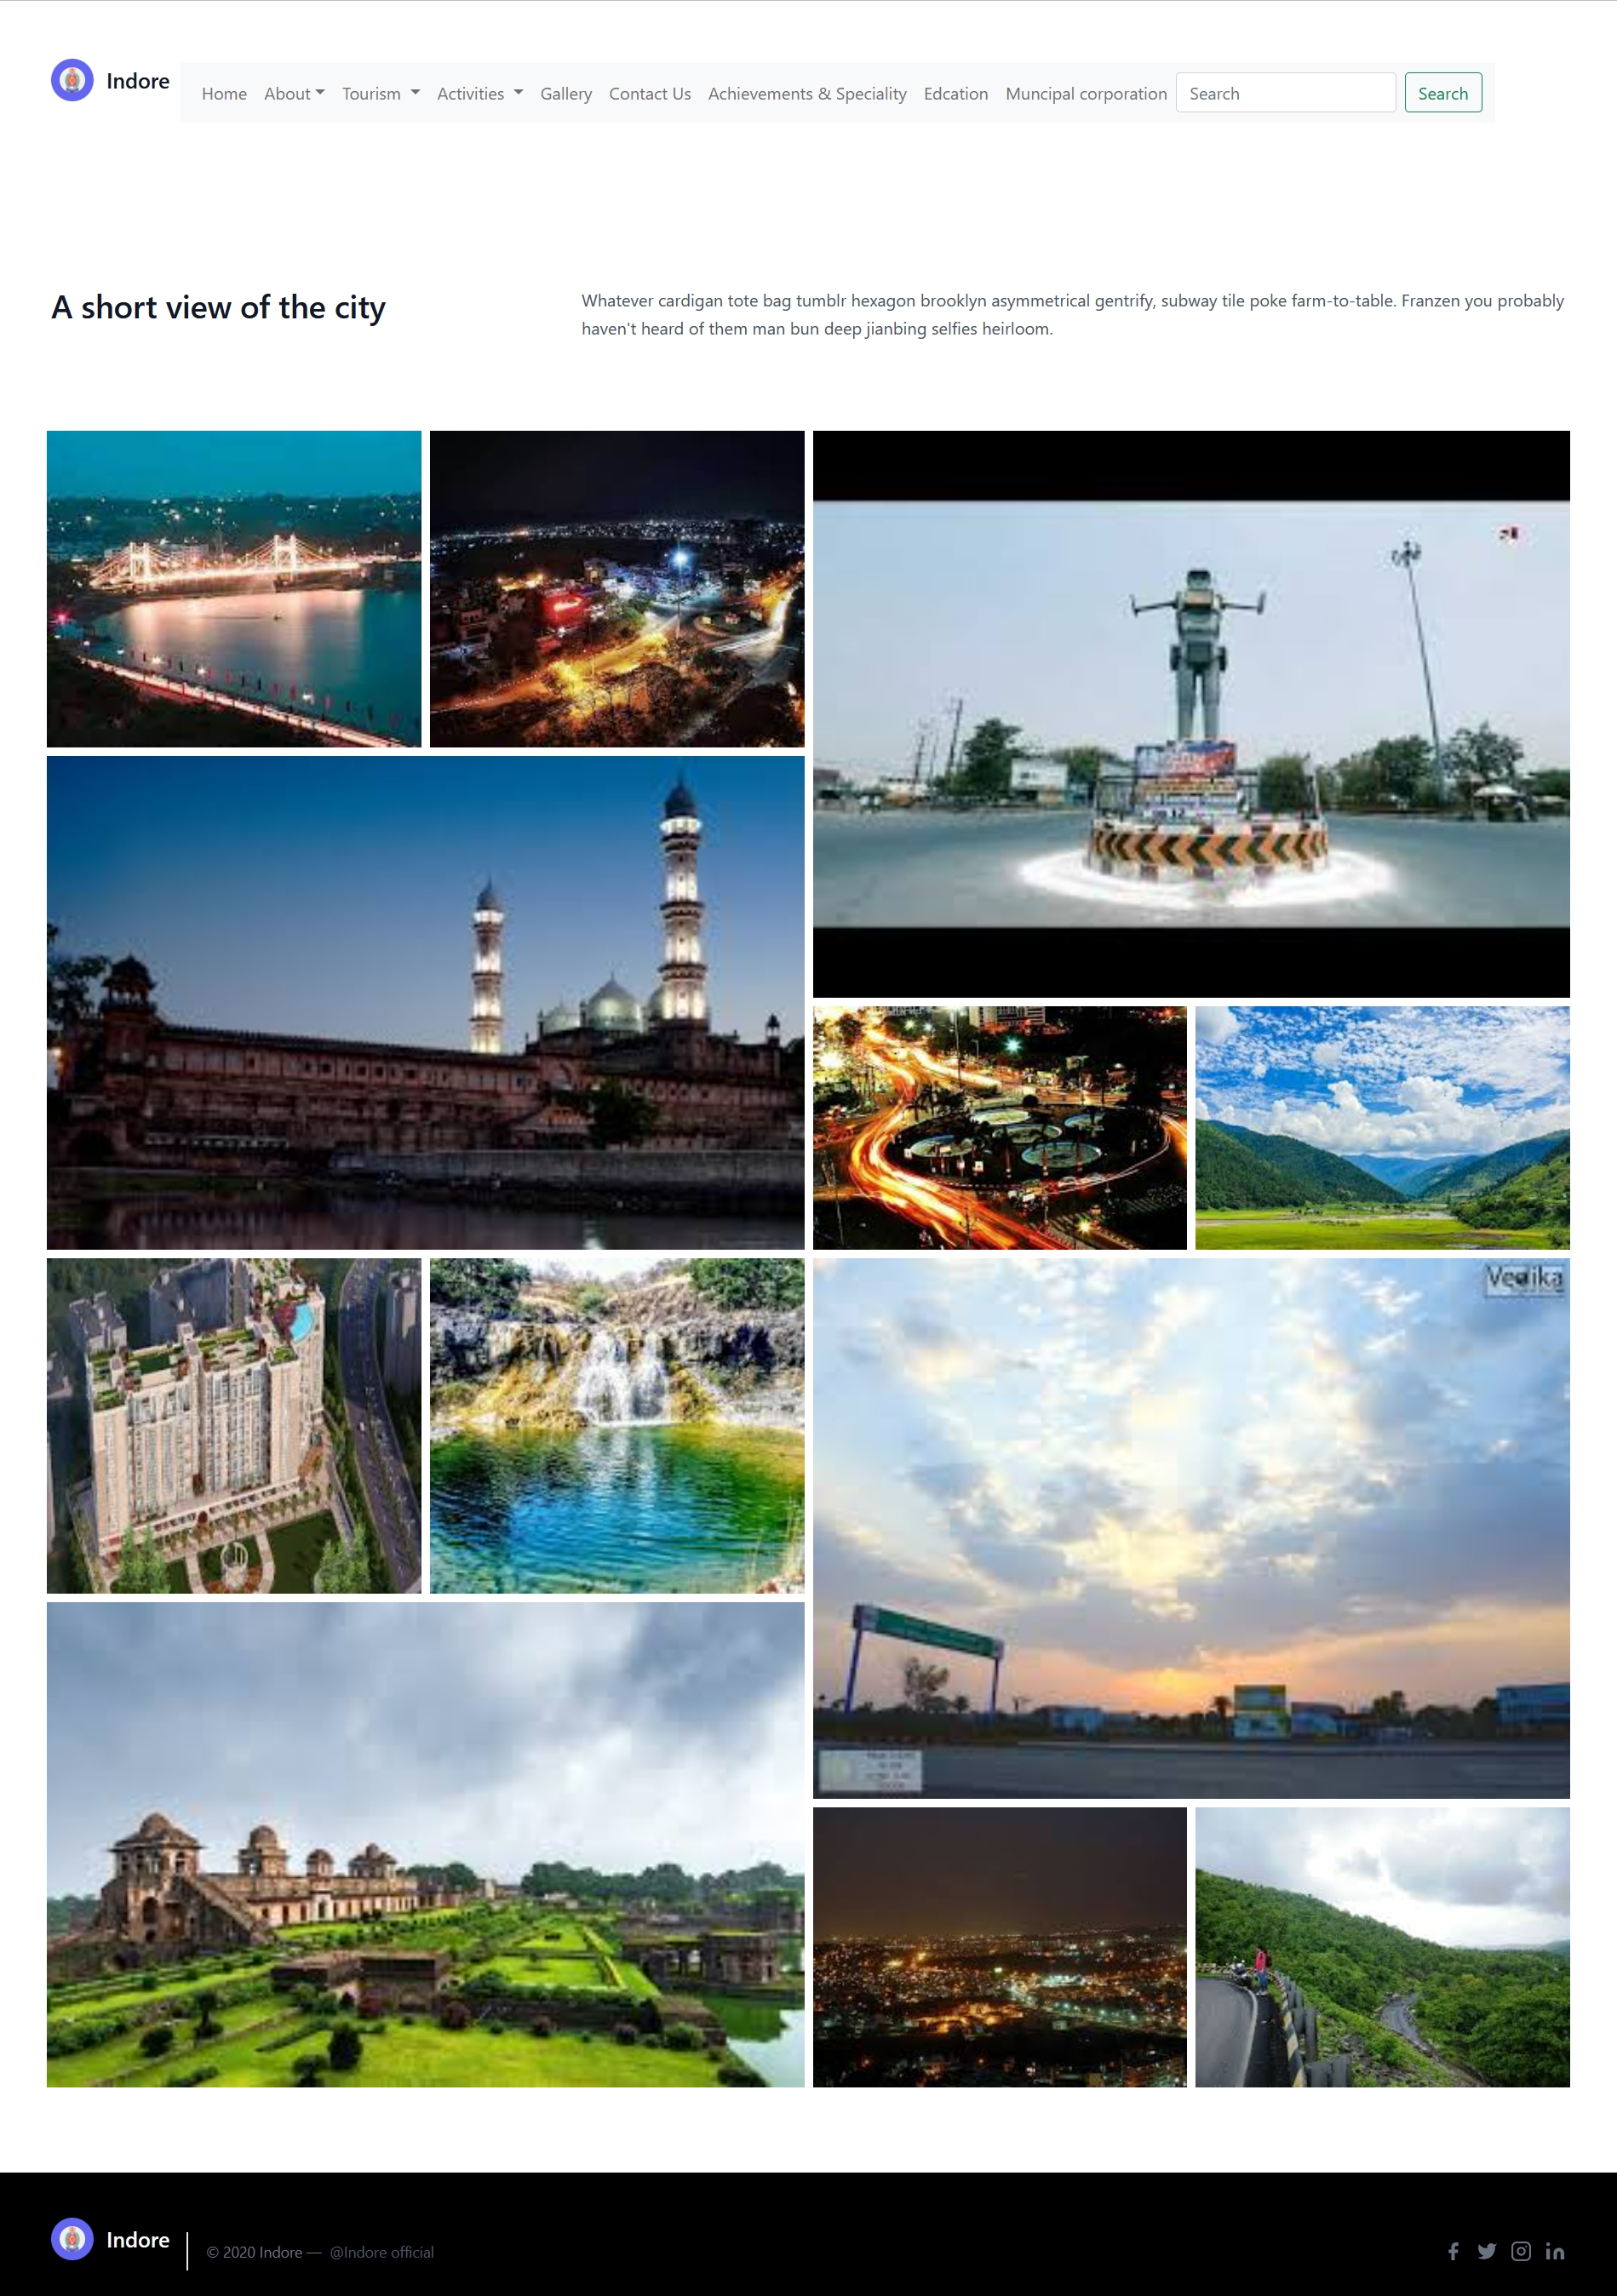 Indore
Home About Tourism Activities Gallery Contact Us Achievements & Speciality Edcation Muncipal corporation Search Search
A short view of the city
Whatever cardigan tote bag tumblr hexagon brooklyn asymmetrical gentrify, subway tile poke farm-to-table. Franzen you probably
haven't heard of them man bun deep jianbing selfies heirloom.
Vedika
Indore
© 2020 Indore — @Indore official